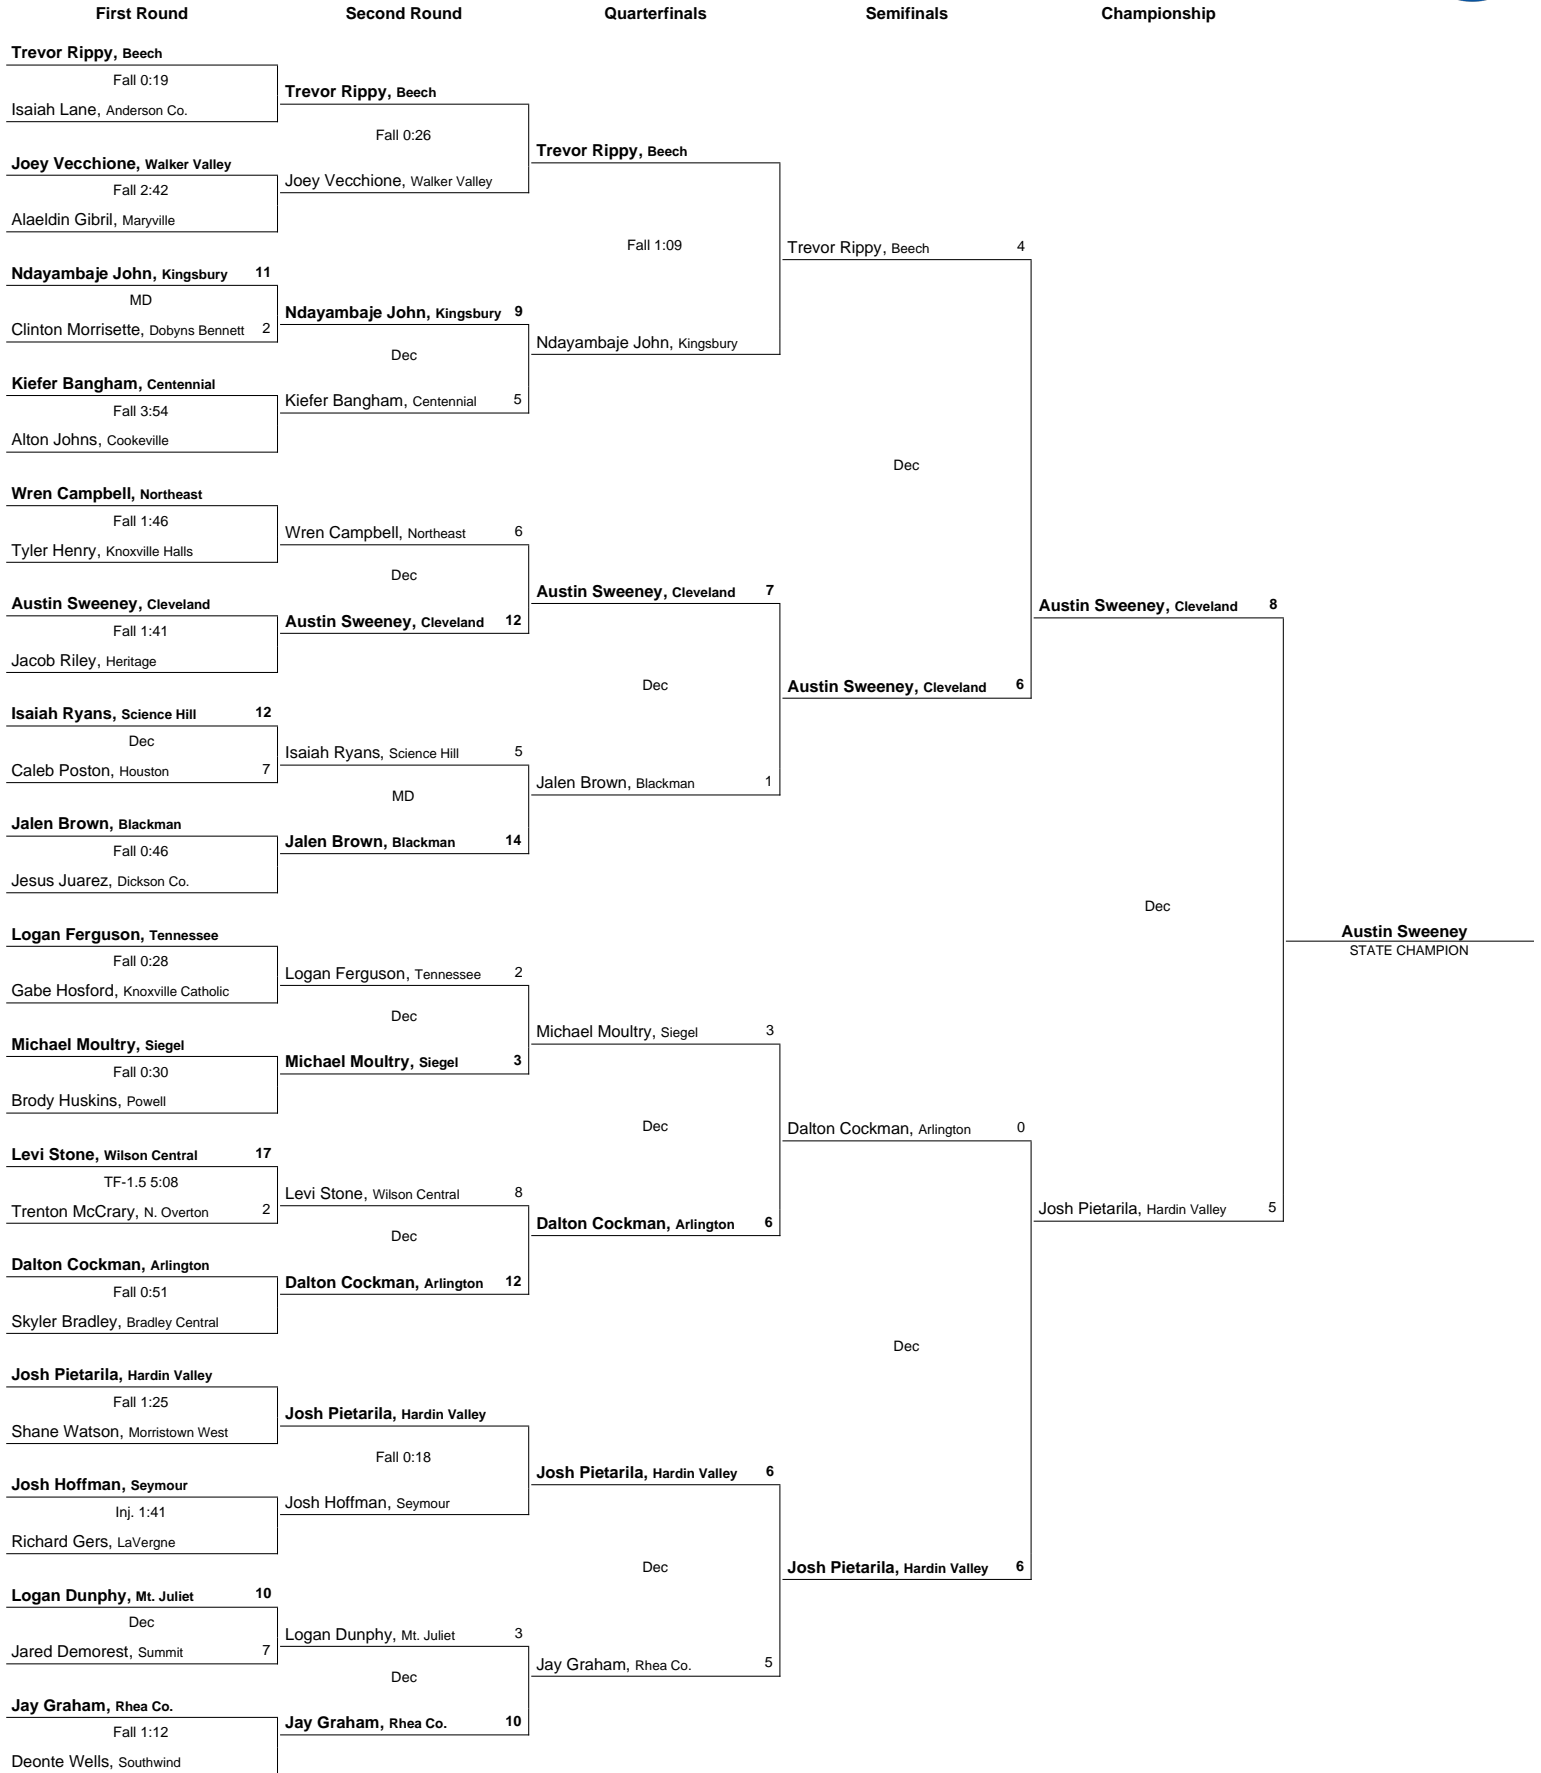 First Round
Second Round
Quarterfinals
Semifinals
Championship
Trevor Rippy, Beech
Fall 0:19
Isaiah Lane, Anderson Co.
Joey Vecchione, Walker Valley
Fall 2:42
Alaeldin Gibril, Maryville
Ndayambaje John, Kingsbury 11
MD
Clinton Morrisette, Dobyns Bennett 2
Kiefer Bangham, Centennial
Fall 3:54
Alton Johns, Cookeville
Wren Campbell, Northeast
Fall 1:46
Tyler Henry, Knoxville Halls
Austin Sweeney, Cleveland
Fall 1:41
Jacob Riley, Heritage
Isaiah Ryans, Science Hill 12
Dec
Caleb Poston, Houston 7
Jalen Brown, Blackman
Fall 0:46
Jesus Juarez, Dickson Co.
Logan Ferguson, Tennessee
Fall 0:28
Gabe Hosford, Knoxville Catholic
Michael Moultry, Siegel
Fall 0:30
Brody Huskins, Powell
Levi Stone, Wilson Central 17
TF-1.5 5:08
Trenton McCrary, N. Overton 2
Dalton Cockman, Arlington
Fall 0:51
Skyler Bradley, Bradley Central
Josh Pietarila, Hardin Valley
Fall 1:25
Shane Watson, Morristown West
Josh Hoffman, Seymour
Inj. 1:41
Richard Gers, LaVergne
Logan Dunphy, Mt. Juliet 10
Dec
Jared Demorest, Summit 7
Jay Graham, Rhea Co.
Fall 1:12
Deonte Wells, Southwind
Trevor Rippy, Beech
Fall 0:26
Joey Vecchione, Walker Valley
Ndayambaje John, Kingsbury 9
Dec
Kiefer Bangham, Centennial 5
Wren Campbell, Northeast 6
Dec
Austin Sweeney, Cleveland 12
Isaiah Ryans, Science Hill 5
MD
Jalen Brown, Blackman 14
Logan Ferguson, Tennessee 2
Dec
Michael Moultry, Siegel 3
Levi Stone, Wilson Central 8
Dec
Dalton Cockman, Arlington 12
Josh Pietarila, Hardin Valley
Fall 0:18
Josh Hoffman, Seymour
Logan Dunphy, Mt. Juliet 3
Dec
Jay Graham, Rhea Co. 10
Trevor Rippy, Beech
Fall 1:09
Ndayambaje John, Kingsbury
Austin Sweeney, Cleveland 7
Dec
Jalen Brown, Blackman 1
Michael Moultry, Siegel 3
Dec
Dalton Cockman, Arlington 6
Josh Pietarila, Hardin Valley 6
Dec
Jay Graham, Rhea Co. 5
Trevor Rippy, Beech 4
Dec
Austin Sweeney, Cleveland 6
Dalton Cockman, Arlington 0
Dec
Josh Pietarila, Hardin Valley 6
Austin Sweeney, Cleveland 8
Dec
Josh Pietarila, Hardin Valley 5
Austin Sweeney
STATE CHAMPION